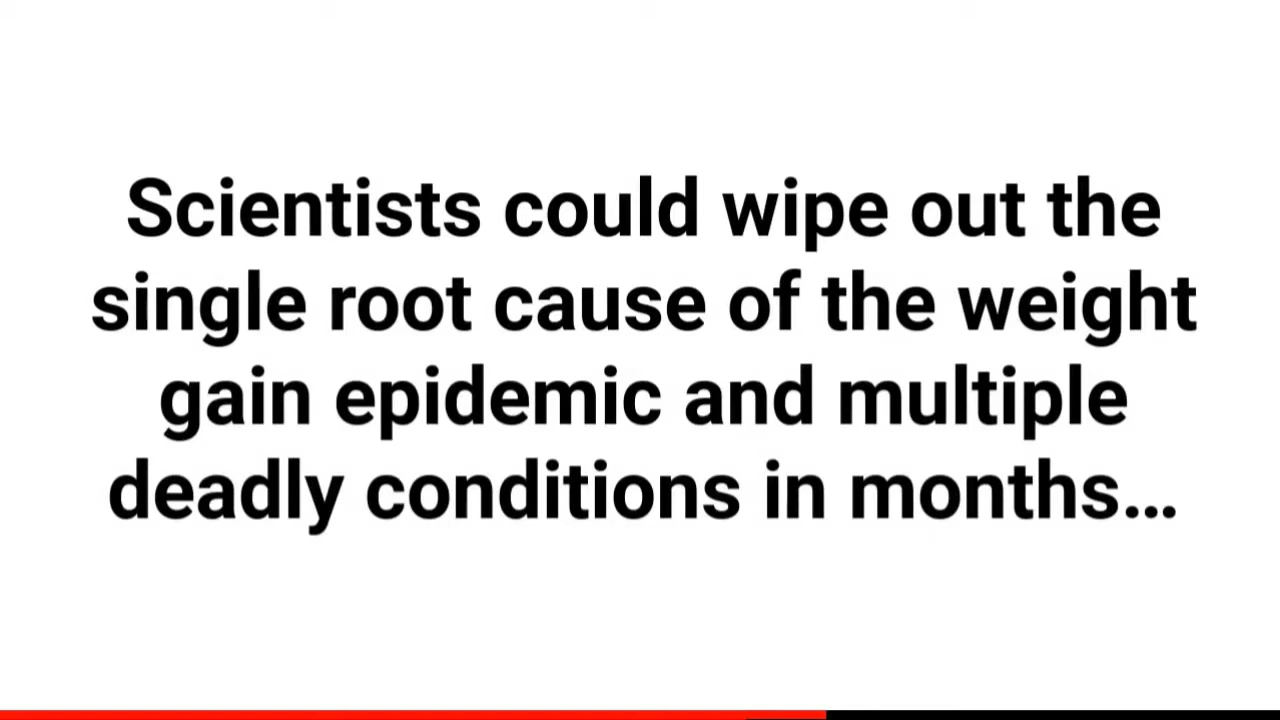 Scientists could wipe out the
single root cause of the weight
gain epidemic and multiple
deadly conditions in months...